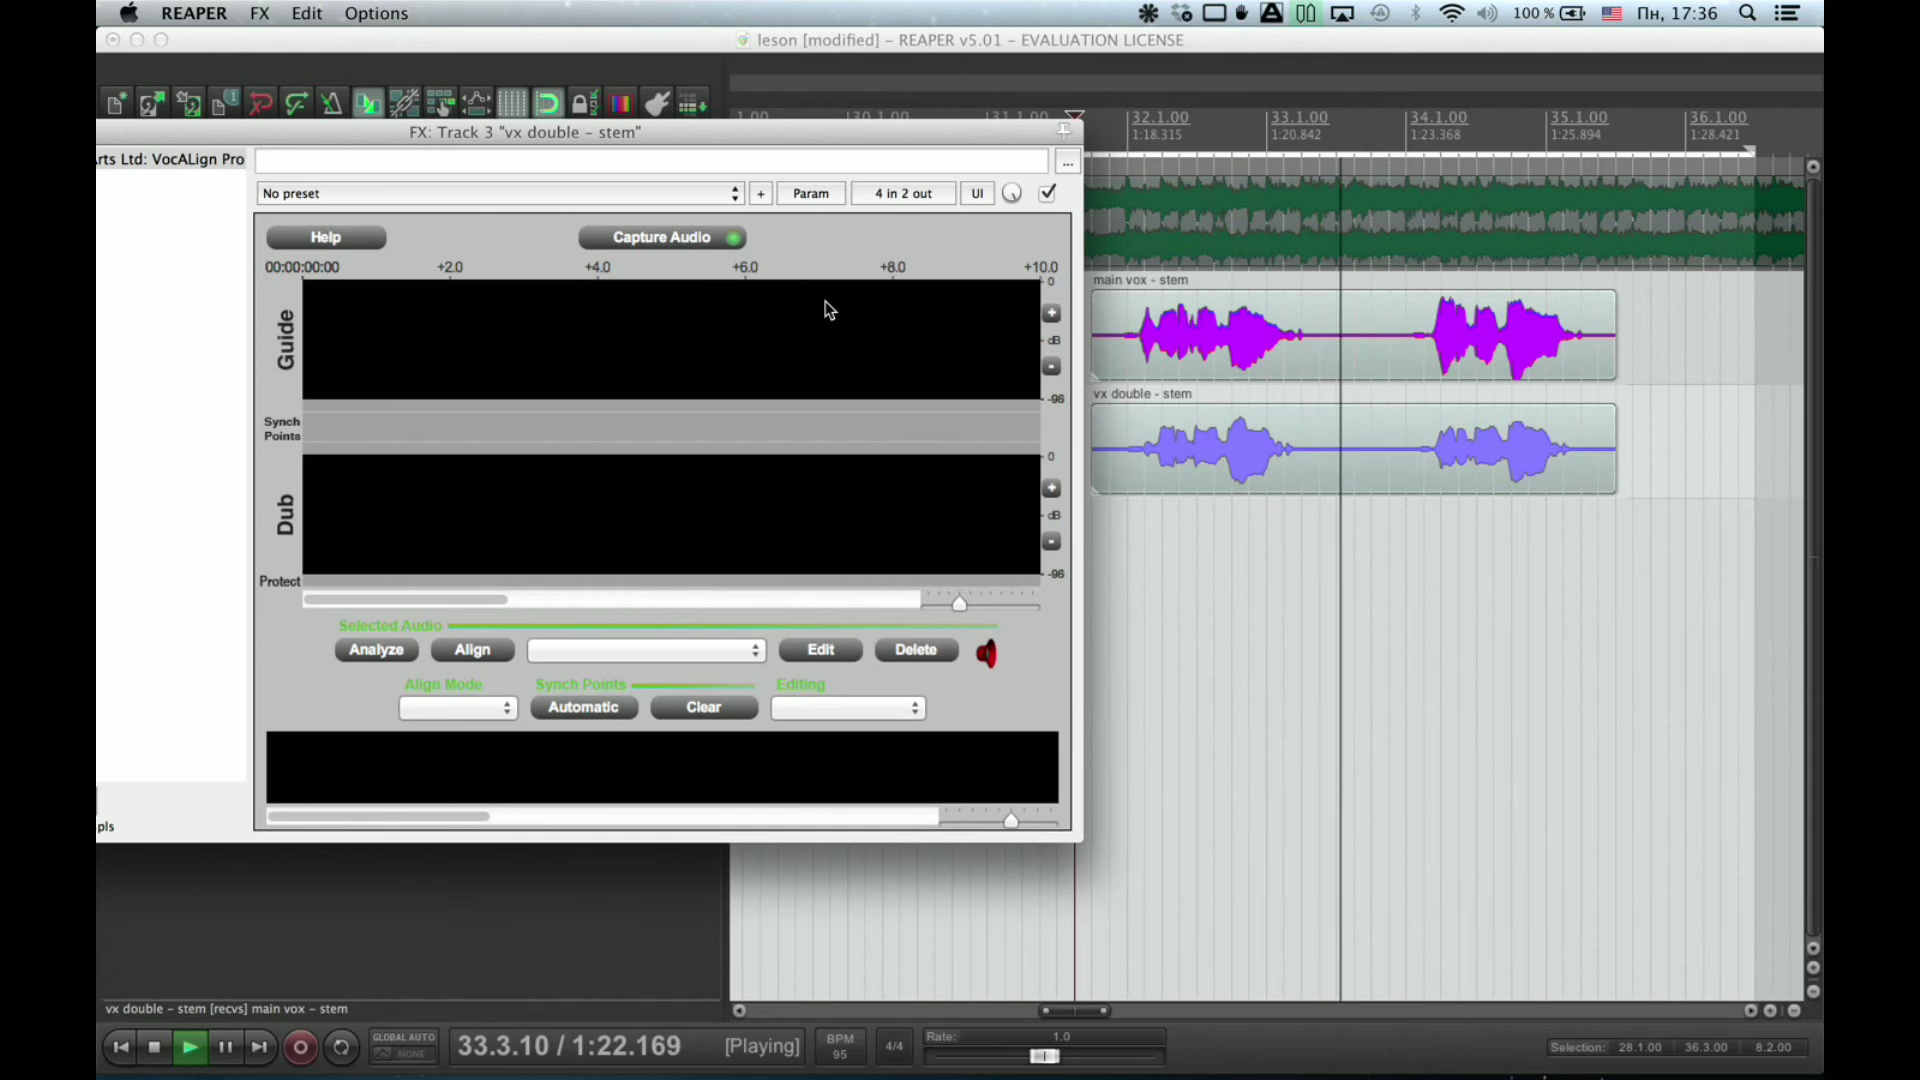 REAPER FX Edit Options
100 % Пн, 17:36
leson [modified] – REAPER v5.01 – EVALUATION LICENSE
FX: Track 3 "vx double – stem"
rts Ltd: VocALign Pro
...
No preset + Param 4 in 2 out UI
Help Capture Audio
00:00:00:00 +2.0 +4.0 +6.0 +8.0 +10.0
Guide
0
+
dB
-
-96
Synch
Points
Dub
0
+
dB
-
-96
Protect
Selected Audio
Analyze Align Edit Delete
Align Mode Synch Points Editing
Automatic Clear
pls
30.1.00 31.1.00 32.1.00 33.1.00 34.1.00 35.1.00 36.1.00
1:18.315 1:20.842 1:23.368 1:25.894 1:28.421
main vox – stem
vx double – stem
vx double – stem [recvs] main vox – stem
GLOBAL AUTO
NONE
33.3.10 / 1:22.169 [Playing]
BPM
95
4/4
Rate: 1.0
Selection: 28.1.00 36.3.00 8.2.00